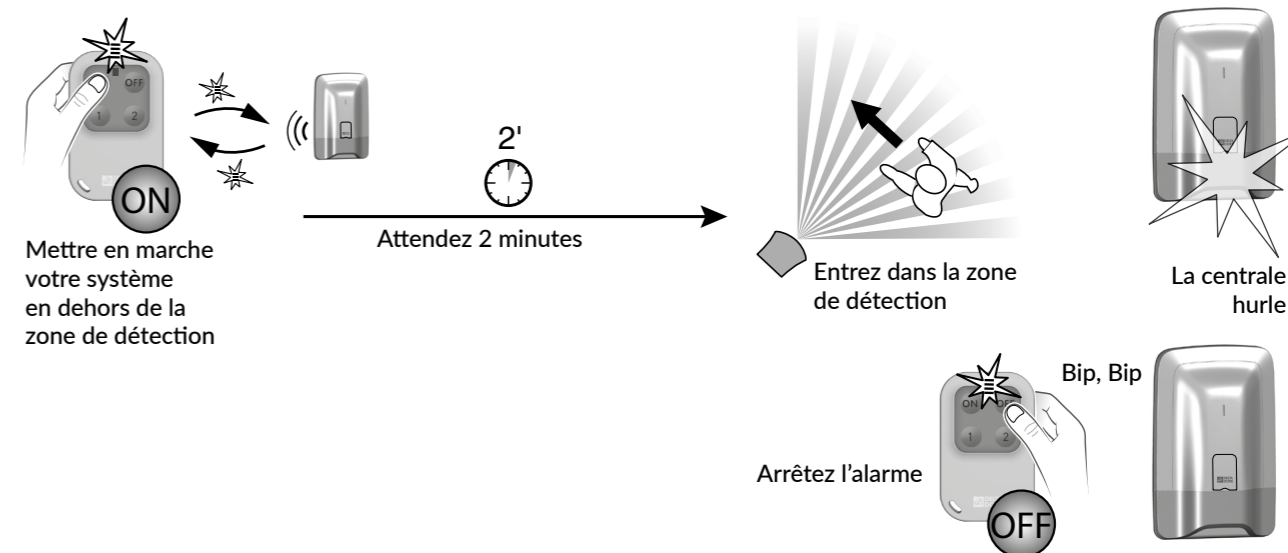 OFF
1 2
ON
Mettre en marche
votre système
en dehors de la
zone de détection
2'
Attendez 2 minutes
Entrez dans la zone
de détection
La centrale
hurle
Bip, Bip
ON OFF
1 2
Arrêtez l’alarme
OFF